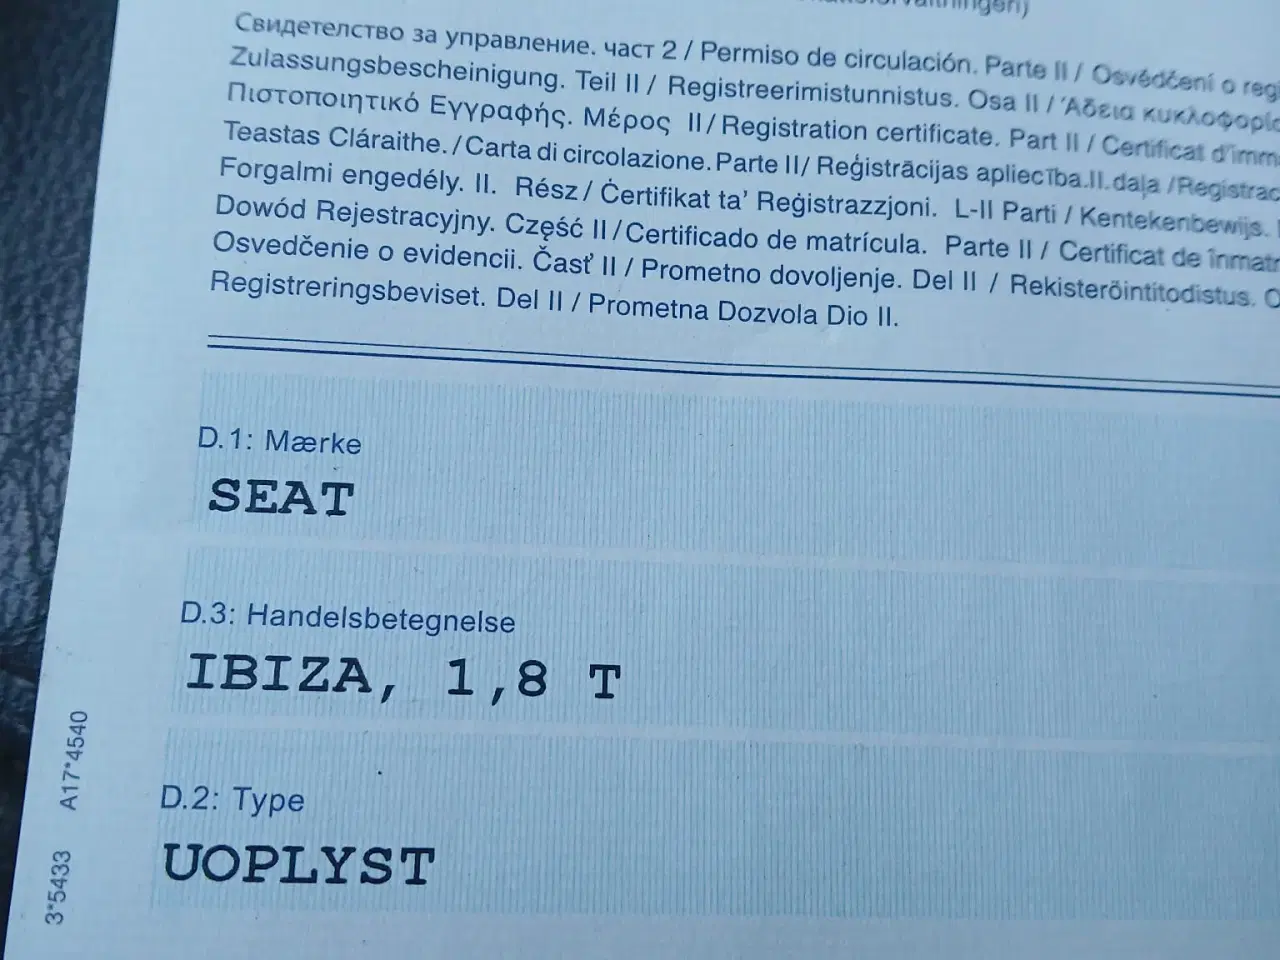 Свидетелство за управление. част 2 / Permiso de circulación. Parte II / Osvédčení o regi
Zulassungsbescheinigung. Teil II / Registreerimistunnistus. Osa II / Άδεια κυκλοφορία
Πιστοποιητικό Εγγραφής. Μέρος II / Registration certificate. Part II / Certificat d'imm
Teastas Cláraithe. / Carta di circolazione. Parte II / Reģistrācijas apliecība.II. daļa / Registrac
Forgalmi engedély. II. Rész / Ċertifikat ta' Reġistrazzjoni. L-II Parti / Kentekenbewijs.
Dowód Rejestracyjny. Część II / Certificado de matrícula. Parte II / Certificat de înmatr
Osvedčenie o evidencii. Časť II / Prometno dovoljenje. Del II / Rekisteröintitodistus. O
Registreringsbeviset. Del II / Prometna Dozvola Dio II.
D.1: Mærke
SEAT
D.3: Handelsbetegnelse
IBIZA, 1,8 T
D.2: Type
UOPLYST
3*5433 A17*4540